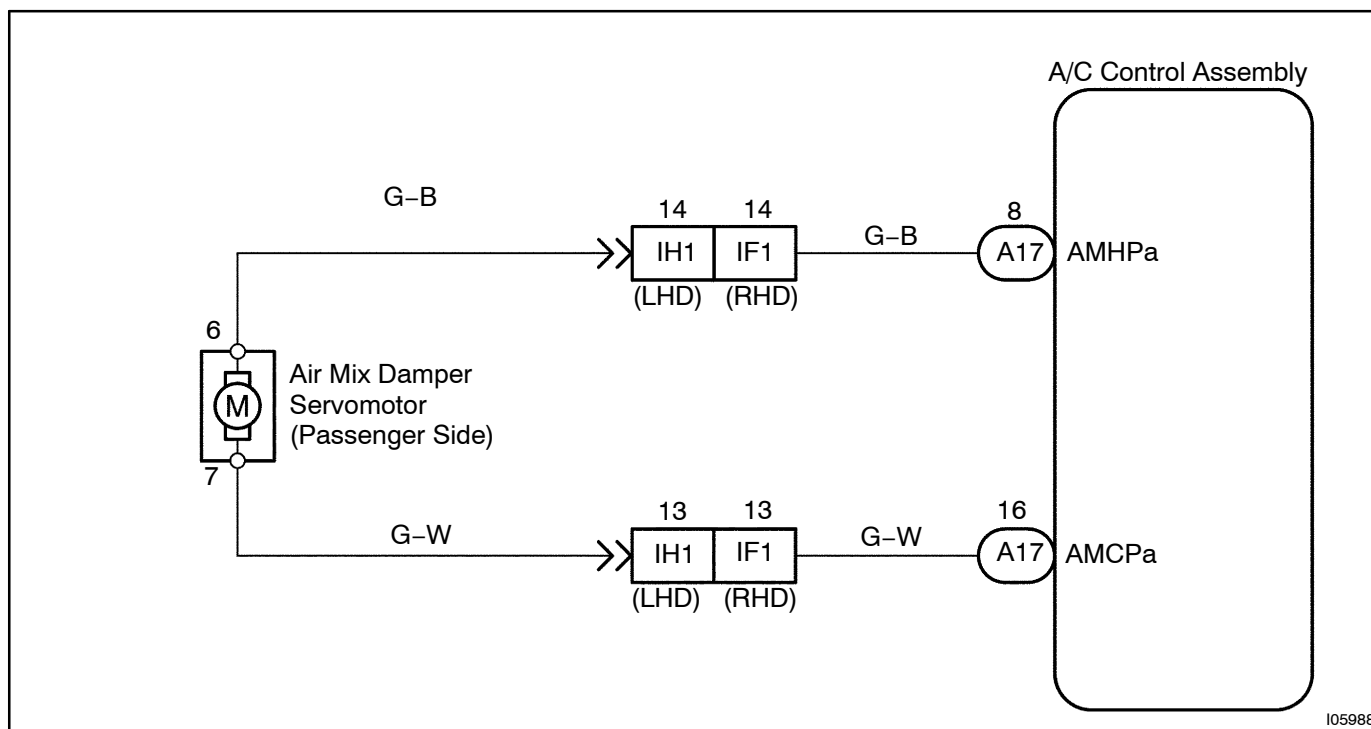 A/C Control Assembly
G–B
14 14
8
IH1 IF1
G–B
A17
AMHPa
(LHD) (RHD)
6
M
Air Mix Damper
Servomotor
(Passenger Side)
7
13 13
16
G–W
IH1 IF1
G–W
A17
AMCPa
(LHD) (RHD)
I05988